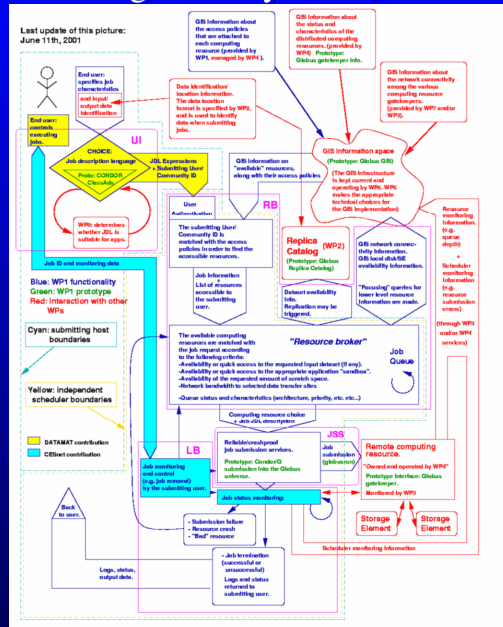 Last update of this picture:
June 11th, 2001
GIS Information about
the access policies
that are attached to
each computing
resource (provided by
WP1, managed by WP4 ).
GIS Information about
the status and
characteristics of the
distributed computing
resources. (provided by
WP4) Prototype:
Globus gatekeeper Info.
GIS Information about
the network connectivity
among the various
computing resource
gatekeepers.
(provided by WP7 and/or
WP3).
End user:
specifies job
characteristics
and Input/
output data
Identification
Data Identification/
location Information.
The data location
format is specified by WP2,
and is used to identify
data when submitting
jobs.
End user:
controls
executing
jobs.
UI
CHOICE:
Job description language
Proto: CONDOR
ClassAds
JDL Expressions
+ Submitting User/
Community ID
GIS Information on
"available" resources,
along with their access policies
GIS Information space
(Prototype: Globus GIS)
(The GIS Infrastructure
is kept current and
operating by WP5. WP5
makes the appropriate
technical choices for
the GIS Implementation)
WP8: determines
whether JDL is
suitable for apps.
RB
User
Authentication
The submitting User/
Community ID is
matched with the access
policies in order to find the
accessible resources.
Replica
Catalog (WP2)
(Prototype: Globus
Replica Catalog)
GIS network connec-
tivity information.
GIS local disk/SE
availability information.
"Focusing" queries for
lower level resource
Information are made.
Resource
monitoring
Information
(e.g.
queue
depth)
+
Scheduler
monitoring
Information
(e.g.
resource
submission
errors)
(through WP3
and/or WP4
services)
Job ID and monitoring data
Blue: WP1 functionality
Green: WP1 prototype
Red: Interaction with other
WPs
Job Information
+
List of resources
accessible to
the submitting
user.
Dataset availability
Info.
Replication may be
triggered.
Cyan: submitting host
boundaries
The available computing
resources are matched
with the job request according
to the following criteria:
-Availability or quick access to the requested Input dataset (if any).
-Availability or quick access to the appropriate application "sandbox".
-Availability of the requested amount of scratch space.
-Network bandwidth to selected data transfer sites
-Queue status and characteristics (architecture, priority, etc. etc...)
"Resource broker"
Job
Queue
Yellow: independent
scheduler boundaries
Computing resource choice
+ Job JDL description
DATAMAT contribution
CESnet contribution
LB
JSS
Job monitoring
and control
(e.g. job removal)
by the submitting user.
Reliable/crashproof
job submission services.
Prototype: Condor/G
submission into the Globus
universe.
Job
submission
(globusrun)
Remote computing
resource.
"Owned and operated by WP4"
Prototype Interface: Globus
gatekeeper.
Monitored by WP3
Job status monitoring:
Back
to user.
- Submission failure
- Resource crash
- "Bad" resource
Storage
Element
Storage
Element
Scheduler monitoring Information
Logs, status,
output data.
- Job termination
(successful or
unsuccessful)
Logs and status
returned to
submitting user.